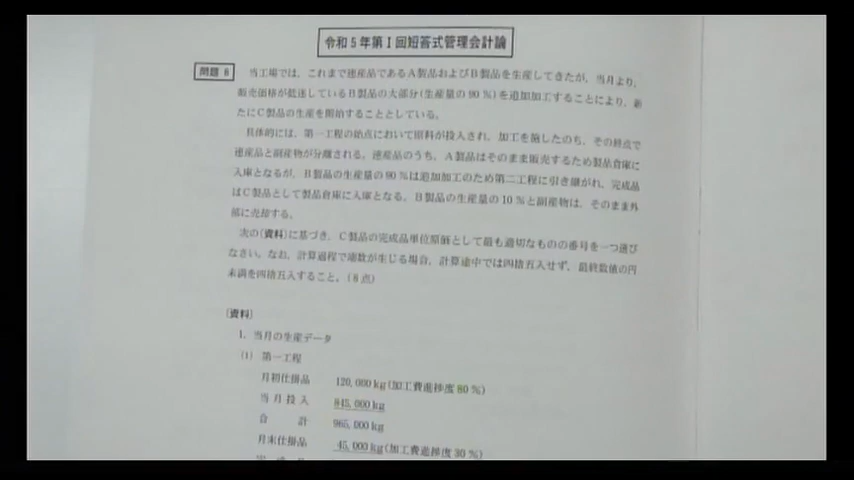 令和5年第Ⅰ回短答式管理会計論
問題 8 当工場では、これまで連産品であるA製品およびB製品を生産してきたが、当月より、
販売価格が低迷しているB製品の大部分(生産量の90%)を追加加工することにより、新
たにC製品の生産を開始することとしている。
具体的には、第一工程の始点において原料が投入され、加工を施したのち、その終点で
連産品と副産物が分離される。連産品のうち、A製品はそのまま販売するため製品倉庫に
入庫となるが、B製品の生産量の90%は追加加工のため第二工程に引き継がれ、完成品
はC製品として製品倉庫に入庫となる。B製品の生産量の10%と副産物は、そのまま外
部に売却する。
次の(資料)に基づき、C製品の完成品単位原価として最も適切なものの番号を一つ選び
なさい。なお、計算過程で端数が生じる場合、計算途中では四捨五入せず、最終数値の円
未満を四捨五入すること。(8点)
(資料)
1. 当月の生産データ
(1) 第一工程
月初仕掛品 120,000 kg(加工費進捗度80%)
当月投入 845,000 kg
合計 965,000 kg
月末仕掛品 45,000 kg(加工費進捗度30%)